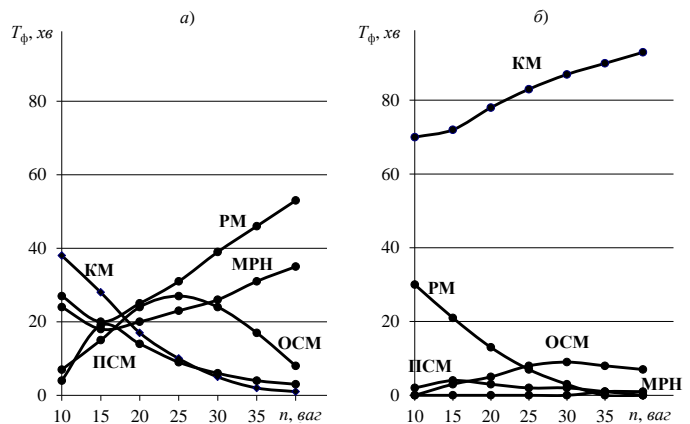 а)
Tф, хв
80
60
40
20
0
10 15 20 25 30 35 n, ваг
КМ
РМ
МРН
ПСМ
ОСМ
б)
Tф, хв
80
60
40
20
0
10 15 20 25 30 35 n, ваг
КМ
РМ
ОСМ
ПСМ
МРН